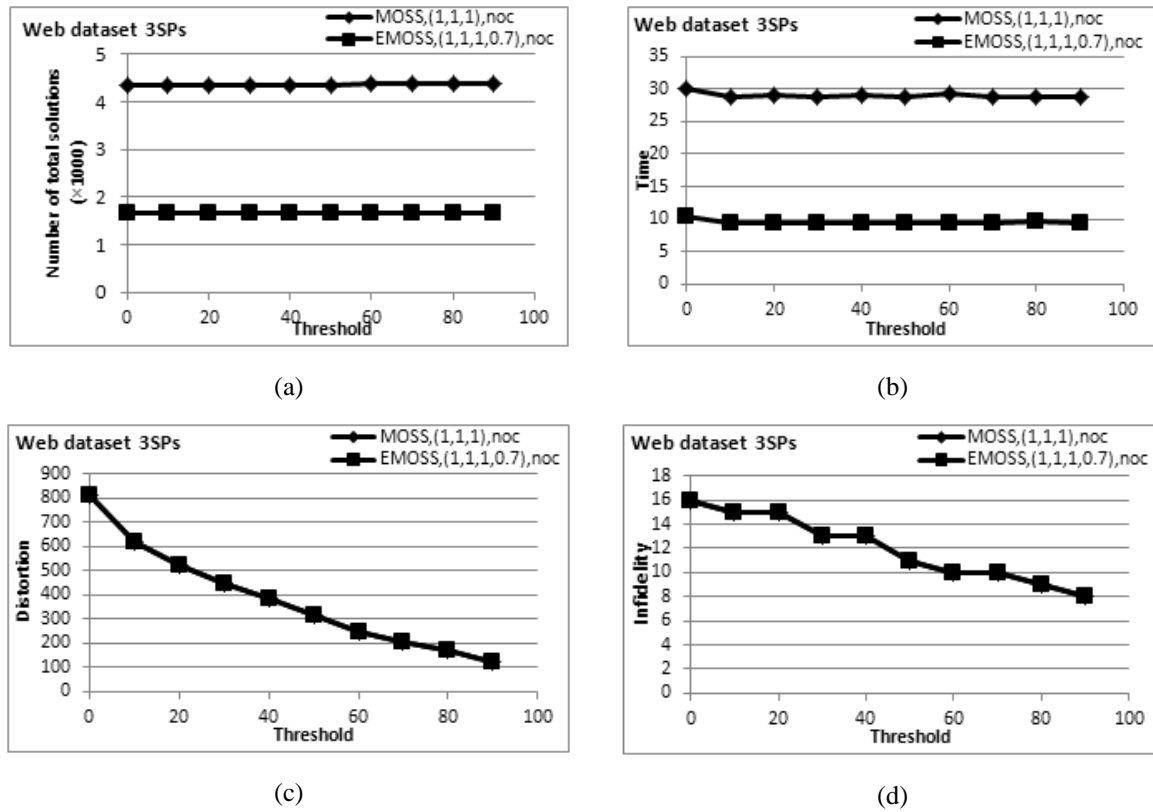 Web dataset 3SPs
MOSS,(1,1,1),noc
EMOSS,(1,1,1,0.7),noc
Number of total solutions
(×1000)
5
4
3
2
1
0
0 20 40 60 80 100
Threshold
(a)
Web dataset 3SPs
MOSS,(1,1,1),noc
EMOSS,(1,1,1,0.7),noc
Time
35
30
25
20
15
10
5
0
0 20 40 60 80 100
Threshold
(b)
Web dataset 3SPs
MOSS,(1,1,1),noc
EMOSS,(1,1,1,0.7),noc
Distortion
900
800
700
600
500
400
300
200
100
0
0 20 40 60 80 100
Threshold
(c)
Web dataset 3SPs
MOSS,(1,1,1),noc
EMOSS,(1,1,1,0.7),noc
Infidelity
18
16
14
12
10
8
6
4
2
0
0 20 40 60 80 100
Threshold
(d)